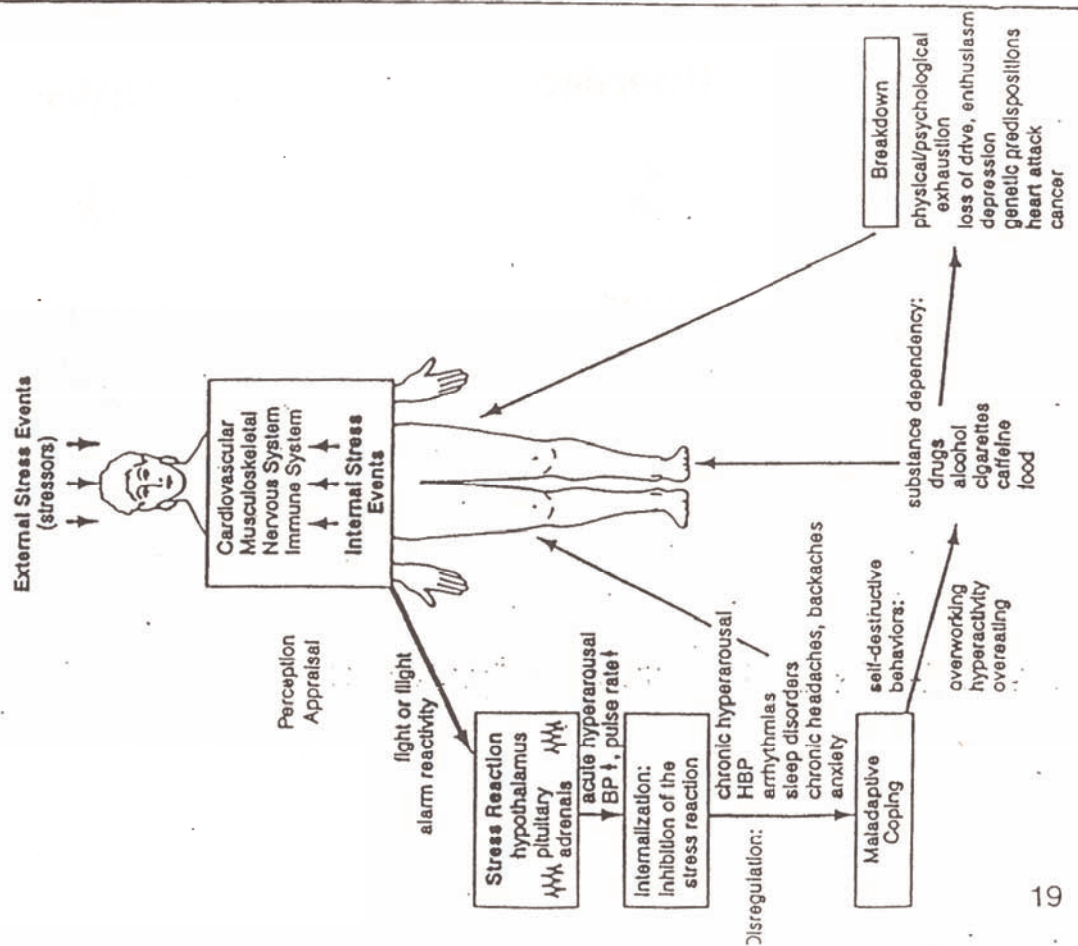 External Stress Events
(stressors)
Cardiovascular
Musculoskeletal
Nervous System
Immune System
Internal Stress
Events
Perception
Appraisal
fight or flight
alarm reactivity
Stress Reaction
hypothalamus
pituitary
adrenals
acute hyperarousal
BP ↑, pulse rate ↑
Internalization:
Inhibition of the
stress reaction
Disregulation:
chronic hyperarousal
HBP
arrhythmias
sleep disorders
chronic headaches, backaches
anxiety
Maladaptive
Coping
self-destructive
behaviors:
overworking
hyperactivity
overeating
substance dependency:
drugs
alcohol
cigarettes
caffeine
food
Breakdown
physical/psychological
exhaustion
loss of drive, enthusiasm
depression
genetic predispositions
heart attack
cancer
19